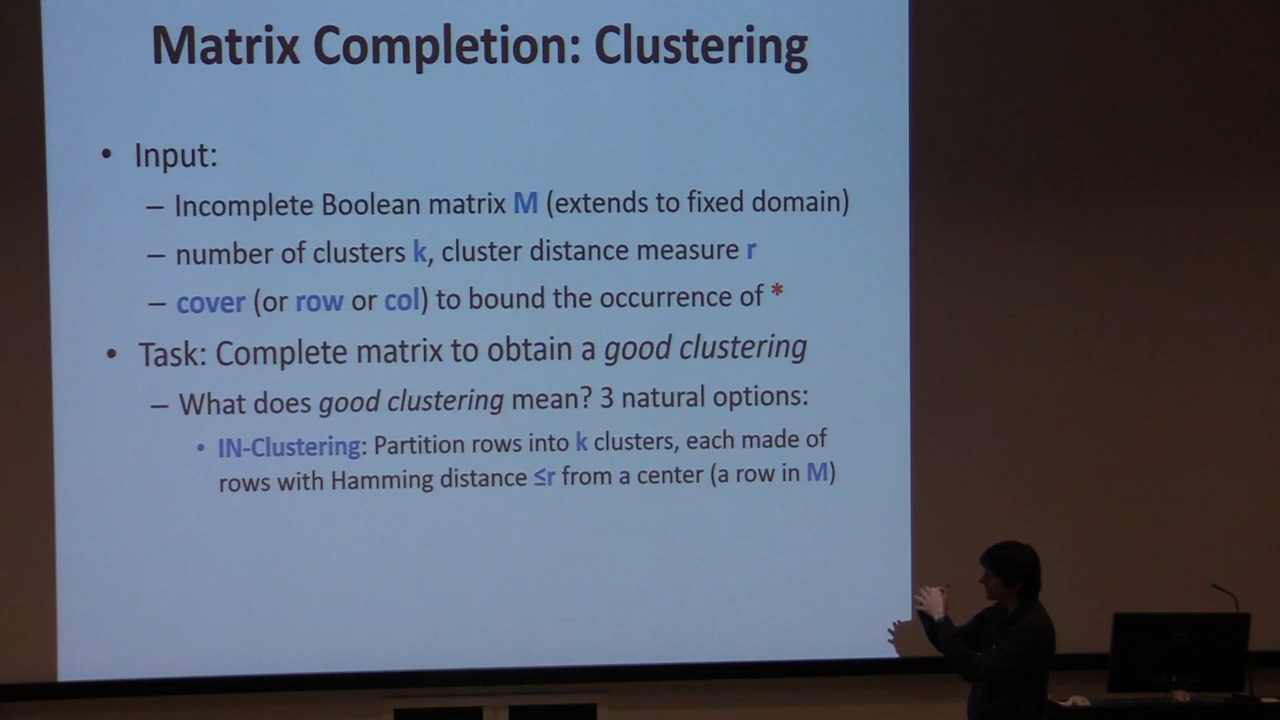 Matrix Completion: Clustering
• Input:
– Incomplete Boolean matrix M (extends to fixed domain)
– number of clusters k, cluster distance measure r
– cover (or row or col) to bound the occurrence of *
• Task: Complete matrix to obtain a good clustering
– What does good clustering mean? 3 natural options:
• IN-Clustering: Partition rows into k clusters, each made of
rows with Hamming distance ≤r from a center (a row in M)